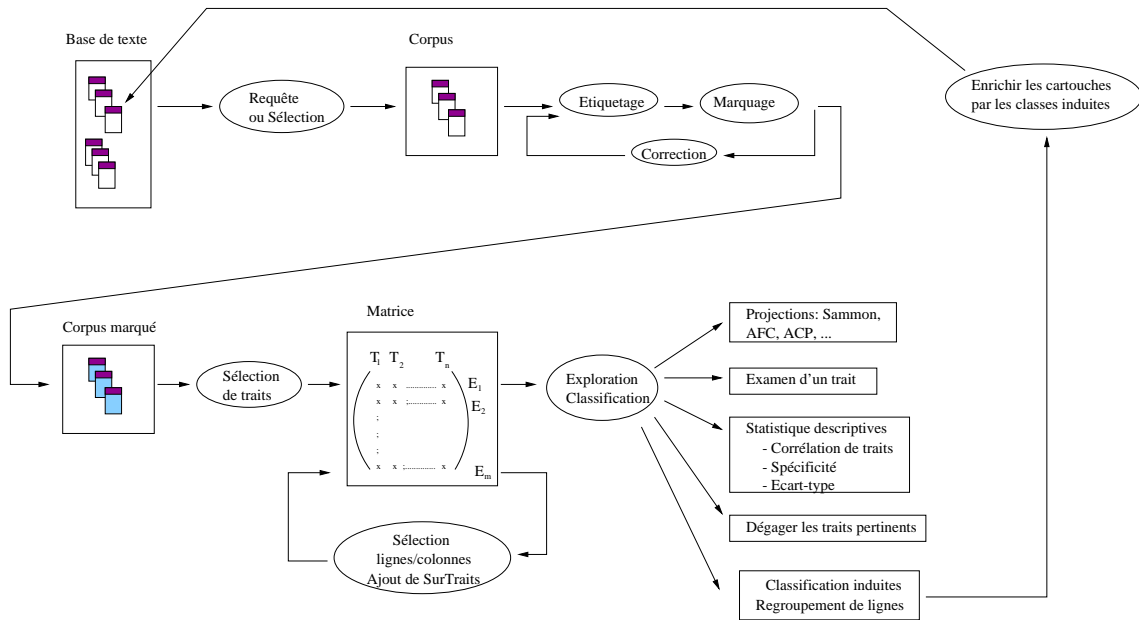 Base de texte
Requête
ou Sélection
Corpus
Etiquetage
Marquage
Correction
Enrichir les cartouches
par les classes induites
Corpus marqué
Sélection
de traits
Matrice
T1 T2 Tn
x x ................ x E1
x x ;............... x E2
;
;
;
x x ;............... x Em
Sélection
lignes/colonnes
Ajout de SurTraits
Exploration
Classification
Projections: Sammon,
AFC, ACP, ...
Examen d'un trait
Statistique descriptives
- Corrélation de traits
- Spécificité
- Ecart-type
Dégager les traits pertinents
Classification induites
Regroupement de lignes